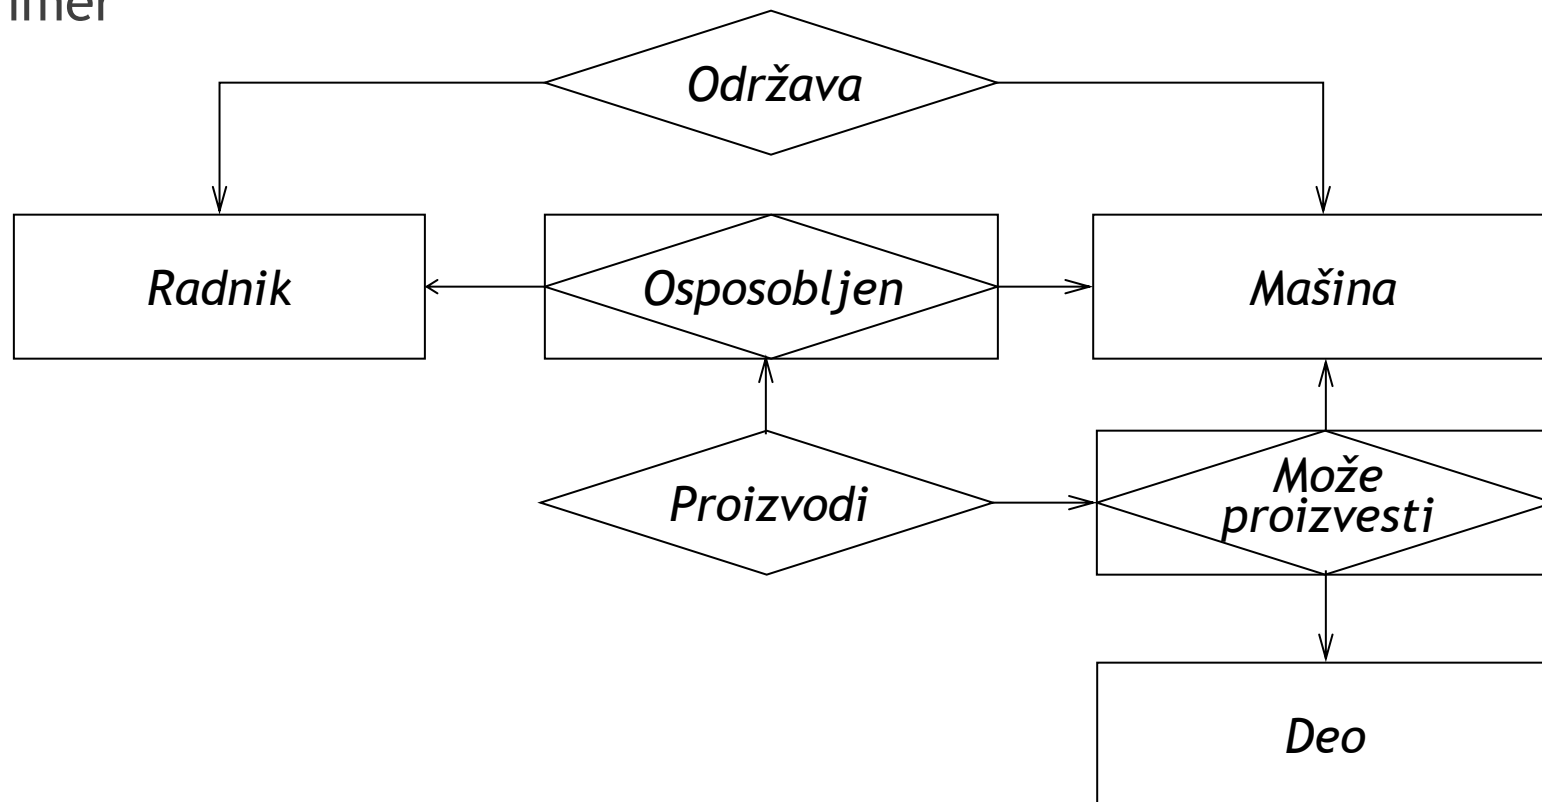 imer
Održava
Radnik
Osposobljen
Mašina
Proizvodi
Može
proizvesti
Deo